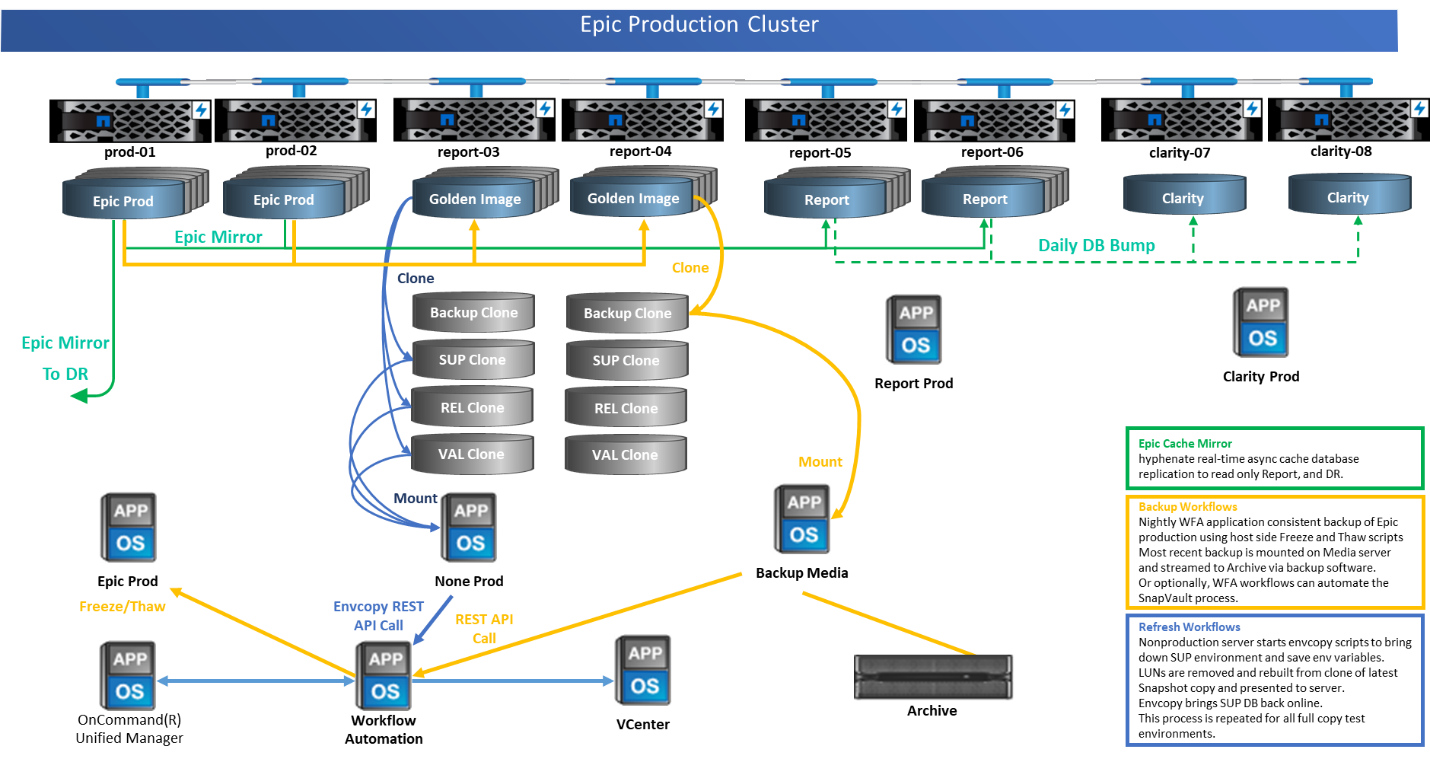 Epic Production Cluster
prod-01
prod-02
report-03
report-04
report-05
report-06
clarity-07
clarity-08
Epic Prod
Epic Prod
Golden Image
Golden Image
Report
Report
Clarity
Clarity
Epic Mirror
Daily DB Bump
Clone
Clone
Backup Clone
Backup Clone
SUP Clone
SUP Clone
REL Clone
REL Clone
VAL Clone
VAL Clone
Epic Mirror
To DR
APP
OS
Report Prod
APP
OS
Clarity Prod
Mount
Mount
APP
OS
Epic Prod
APP
OS
None Prod
APP
OS
Backup Media
Freeze/Thaw
Envcopy REST
API Call
REST API
Call
APP
OS
OnCommand(R)
Unified Manager
APP
OS
Workflow
Automation
APP
OS
VCenter
Archive
Epic Cache Mirror
hyphenate real-time async cache database
replication to read only Report, and DR.
Backup Workflows
Nightly WFA application consistent backup of Epic
production using host side Freeze and Thaw scripts
Most recent backup is mounted on Media server
and streamed to Archive via backup software.
Or optionally, WFA workflows can automate the
SnapVault process.
Refresh Workflows
Nonproduction server starts envcopy scripts to bring
down SUP environment and save env variables.
LUNs are removed and rebuilt from clone of latest
Snapshot copy and presented to server.
Envcopy brings SUP DB back online.
This process is repeated for all full copy test
environments.